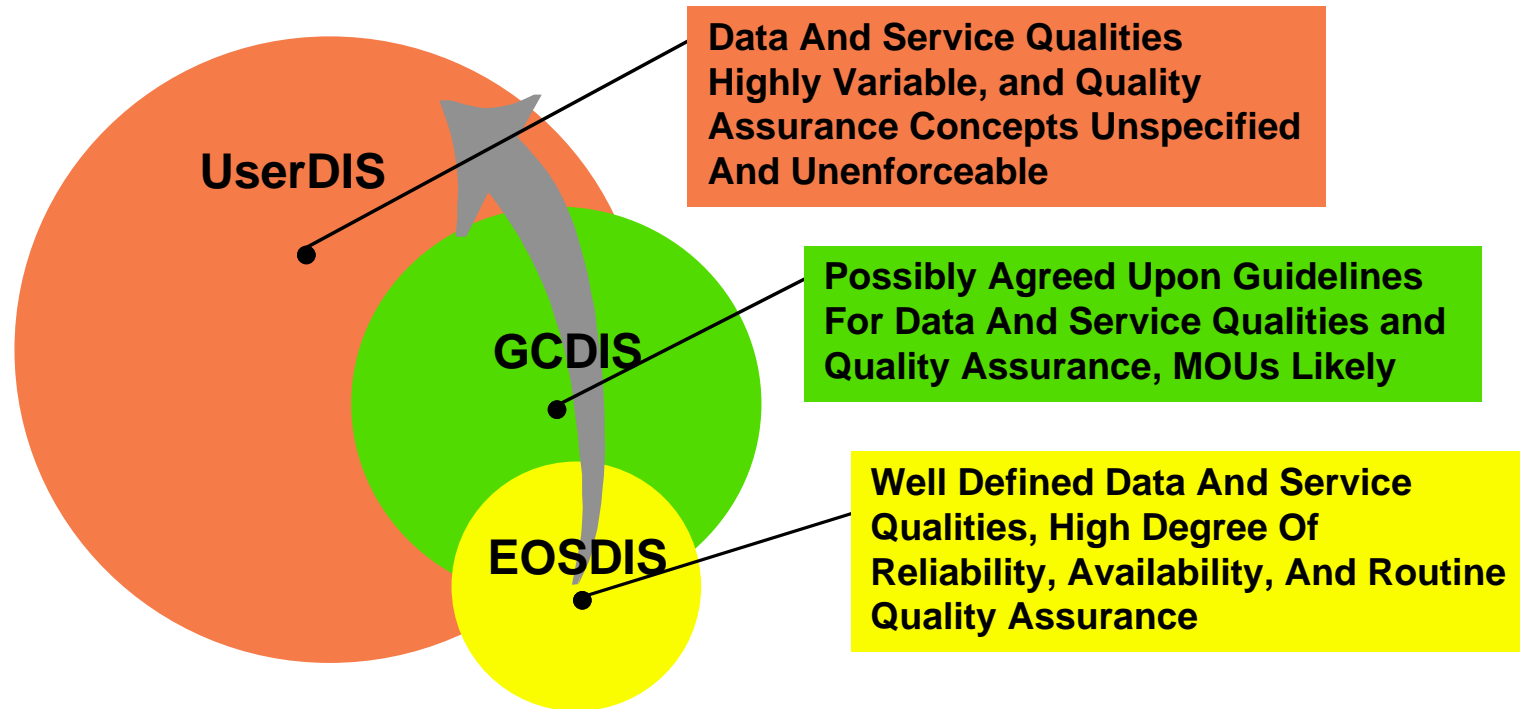 Data And Service Qualities
Highly Variable, and Quality
Assurance Concepts Unspecified
And Unenforceable
UserDIS
Possibly Agreed Upon Guidelines
For Data And Service Qualities and
Quality Assurance, MOUs Likely
GCDIS
Well Defined Data And Service
Qualities, High Degree Of
Reliability, Availability, And Routine
Quality Assurance
EOSDIS